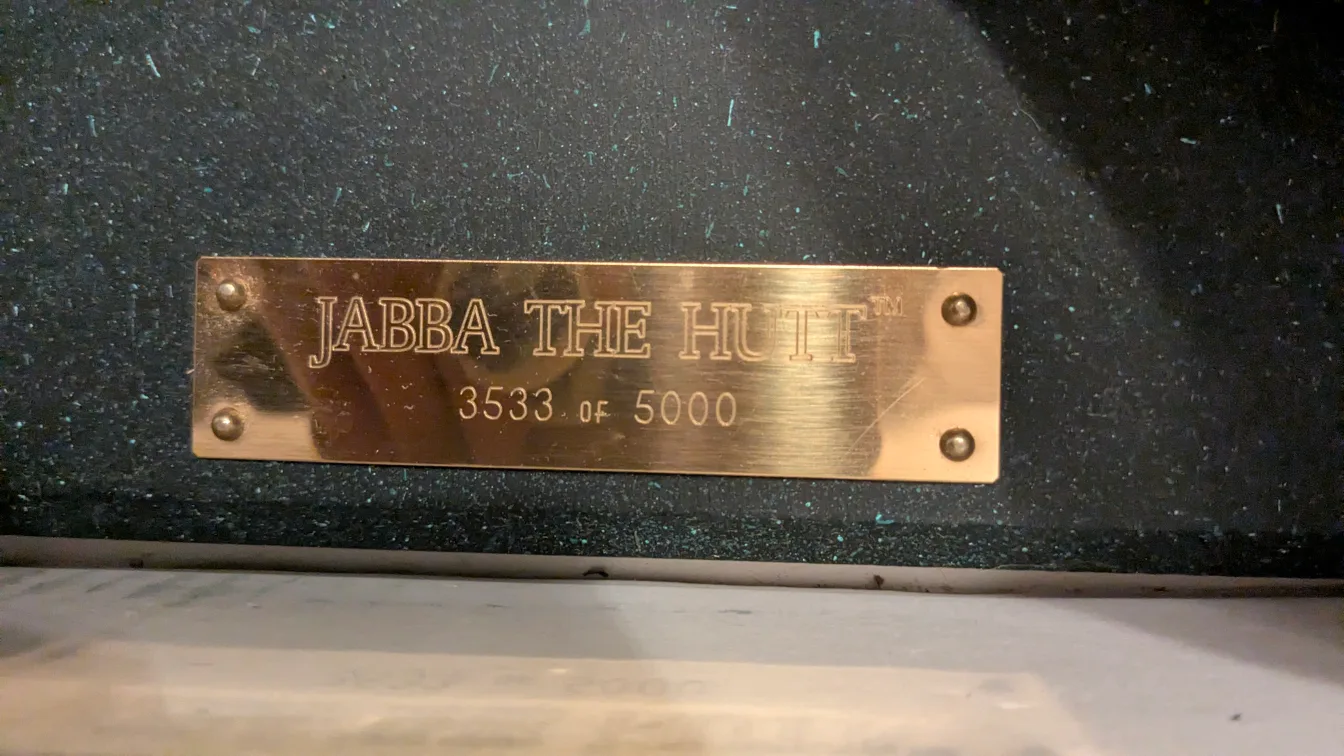 JABBA THE HUTT™
3533 OF 5000